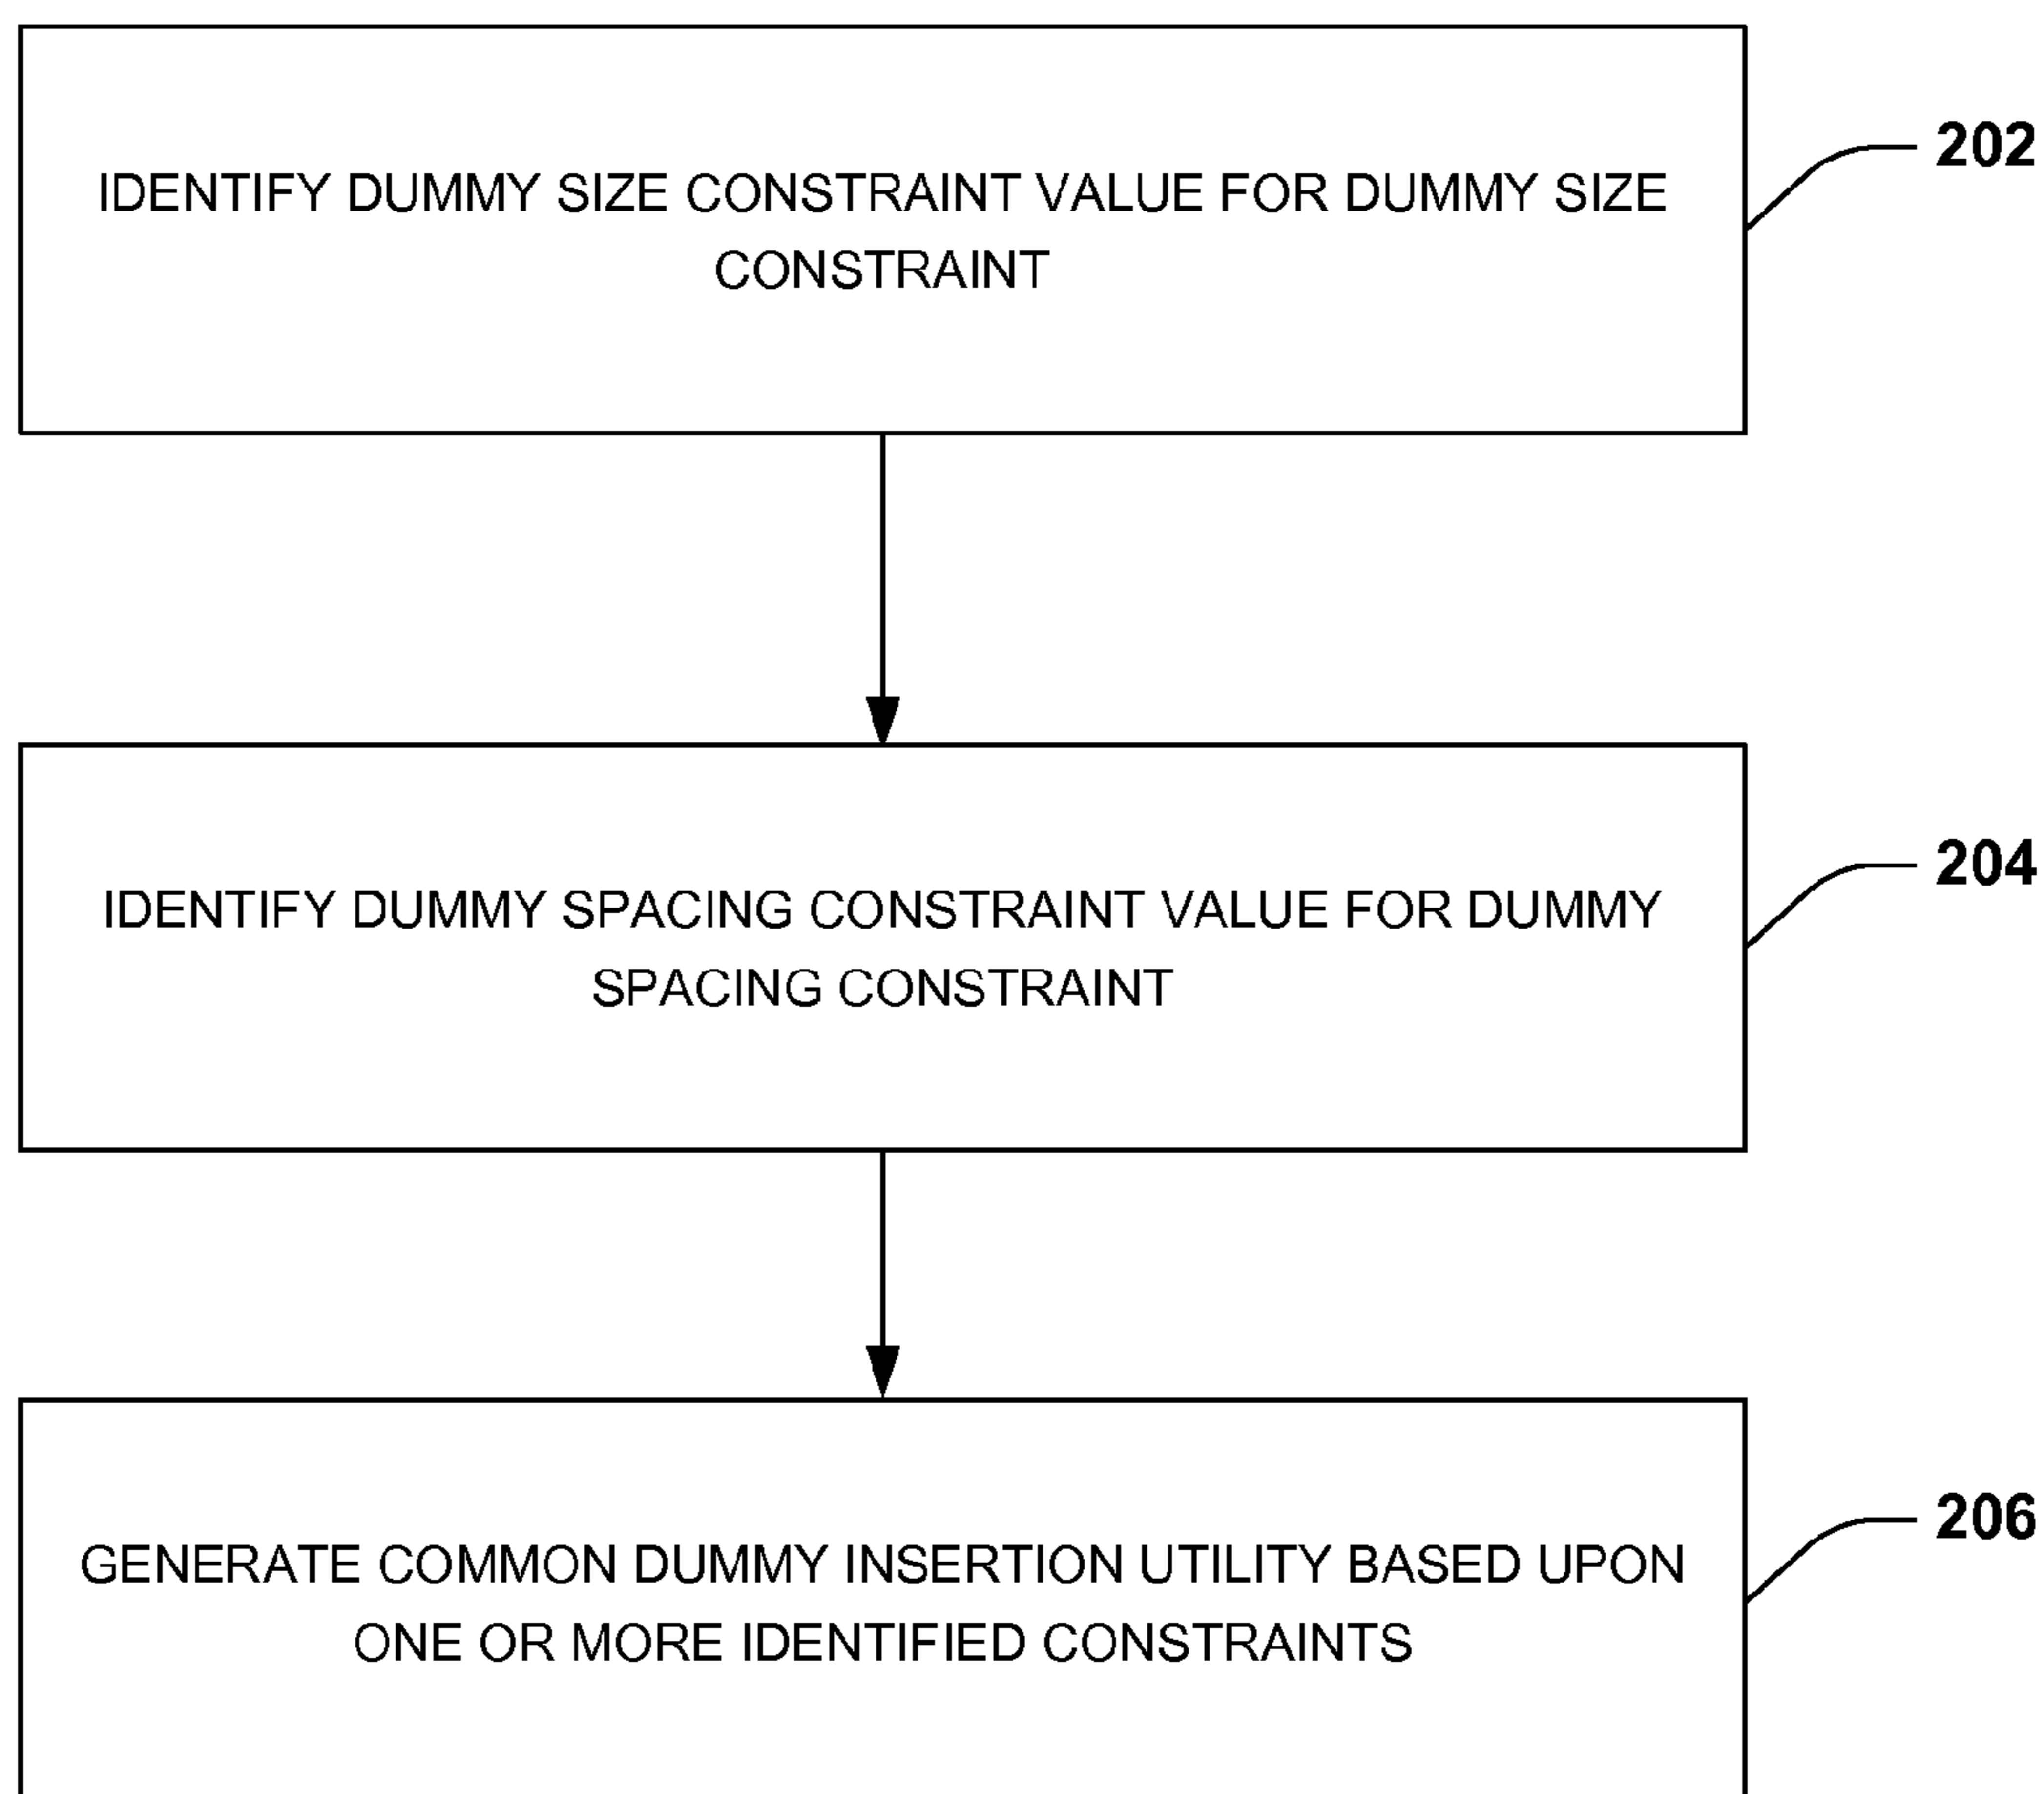 IDENTIFY DUMMY SIZE CONSTRAINT VALUE FOR DUMMY SIZE
CONSTRAINT
202
IDENTIFY DUMMY SPACING CONSTRAINT VALUE FOR DUMMY
SPACING CONSTRAINT
204
GENERATE COMMON DUMMY INSERTION UTILITY BASED UPON
ONE OR MORE IDENTIFIED CONSTRAINTS
206